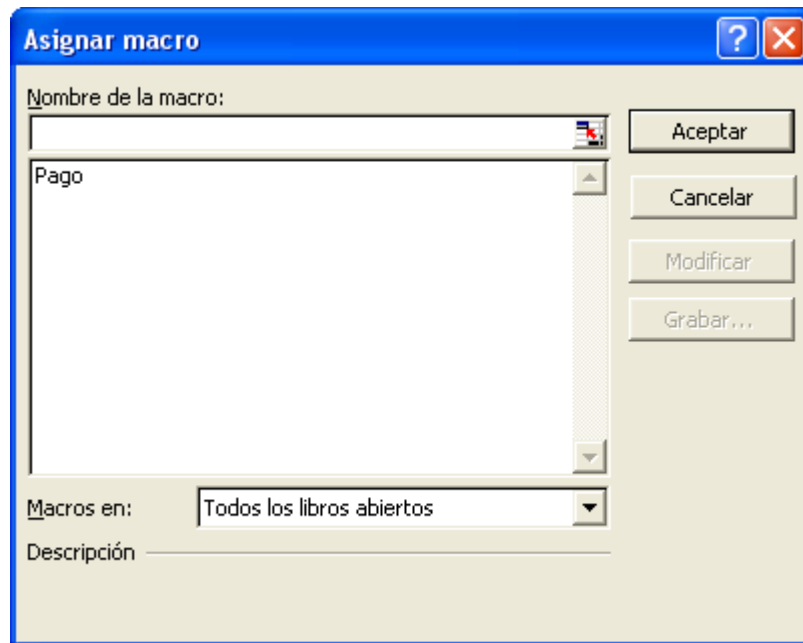 Asignar macro
Nombre de la macro:
Aceptar
Pago
Cancelar
Modificar
Grabar...
Macros en: Todos los libros abiertos
Descripción